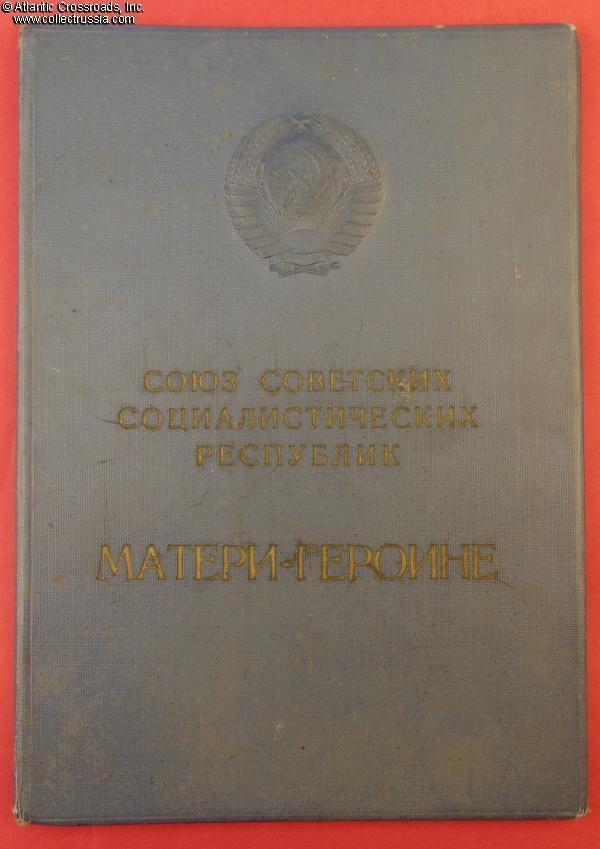 © Atlantic Crossroads, Inc.
www.collectrussia.com
СОЮЗ СОВЕТСКИХ
СОЦИАЛИСТИЧЕСКИХ
РЕСПУБЛИК
МАТЕРИ-ГЕРОИНЕ